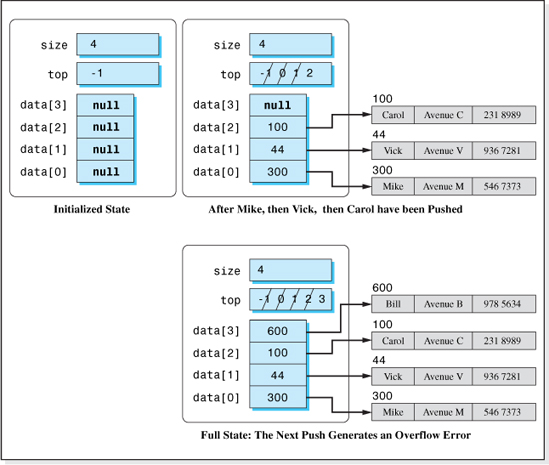 size 4
top -1
data[3] null
data[2] null
data[1] null
data[0] null
Initialized State
size 4
top -1 0 1 2
data[3] null
data[2] 100
data[1] 44
data[0] 300
100
Carol Avenue C 231 8989
44
Vick Avenue V 936 7281
300
Mike Avenue M 546 7373
After Mike, then Vick, then Carol have been Pushed
size 4
top -1 0 1 2 3
data[3] 600
data[2] 100
data[1] 44
data[0] 300
600
Bill Avenue B 978 5634
100
Carol Avenue C 231 8989
44
Vick Avenue V 936 7281
300
Mike Avenue M 546 7373
Full State: The Next Push Generates an Overflow Error